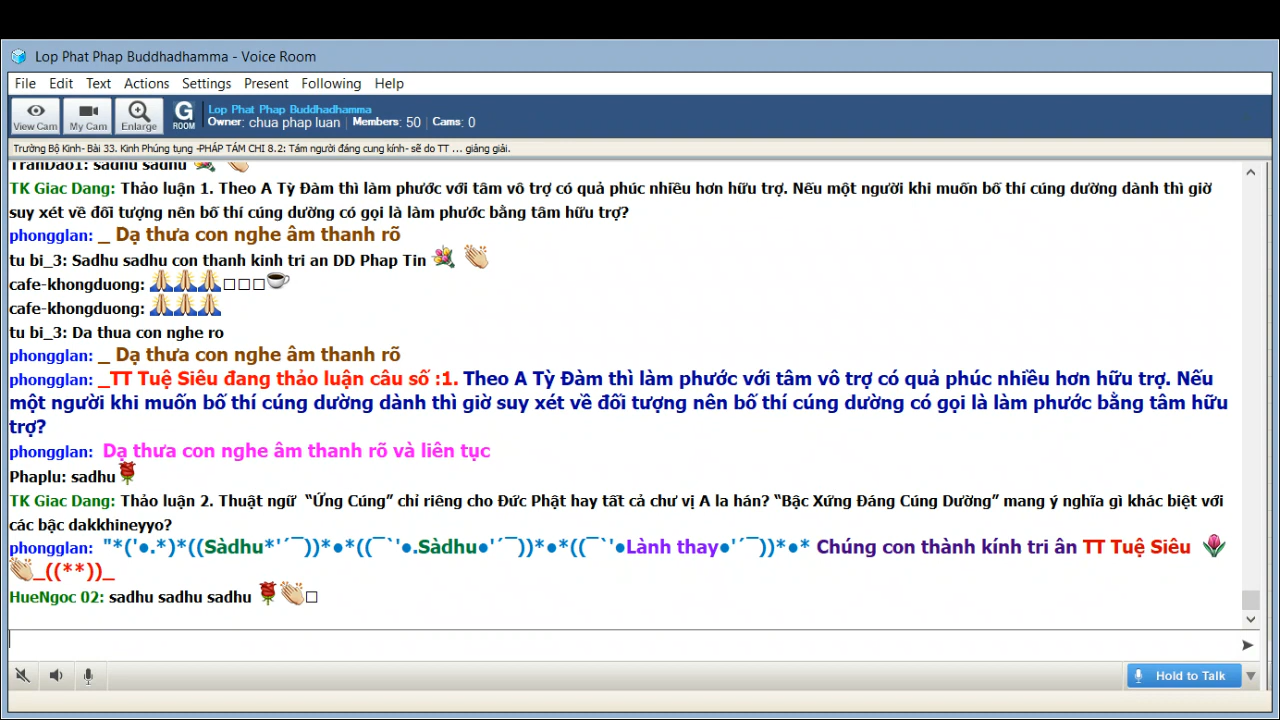 Lop Phat Phap Buddhadhamma - Voice Room
File Edit Text Actions Settings Present Following Help
View Cam My Cam Enlarge G ROOM Lop Phat Phap Buddhadhamma
Owner: chua phap luan | Members: 50 | Cams: 0
Trường Bộ Kinh- Bài 33. Kinh Phúng tụng -PHÁP TÁM CHI 8.2: Tám người đáng cung kính- sẽ do TT ... giảng giải.
TranDao1: sadhu sadhu
TK Giac Dang: Thảo luận 1. Theo A Tỳ Đàm thì làm phước với tâm vô trợ có quả phúc nhiều hơn hữu trợ. Nếu một người khi muốn bố thí cúng dường dành thì giờ
suy xét về đối tượng nên bố thí cúng dường có gọi là làm phước bằng tâm hữu trợ?
phongglan: _ Dạ thưa con nghe âm thanh rõ
tu bi_3: Sadhu sadhu con thanh kinh tri an DD Phap Tin
cafe-khongduong: 🙏🙏🙏□□□☕
cafe-khongduong: 🙏🙏🙏
tu bi_3: Da thua con nghe ro
phongglan: _ Dạ thưa con nghe âm thanh rõ
phongglan: _TT Tuệ Siêu đang thảo luận câu số :1. Theo A Tỳ Đàm thì làm phước với tâm vô trợ có quả phúc nhiều hơn hữu trợ. Nếu
một người khi muốn bố thí cúng dường dành thì giờ suy xét về đối tượng nên bố thí cúng dường có gọi là làm phước bằng tâm hữu
trợ?
phongglan: Dạ thưa con nghe âm thanh rõ và liên tục
Phaplu: sadhu
TK Giac Dang: Thảo luận 2. Thuật ngữ “Ứng Cúng” chỉ riêng cho Đức Phật hay tất cả chư vị A la hán? “Bậc Xứng Đáng Cúng Dường” mang ý nghĩa gì khác biệt với
các bậc dakkhineyyo?
phongglan: "*('●.*)*((Sàdhu*'´¯))*●*((¯`'●.Sàdhu●'´¯))*●*((¯`'●Lành thay●'´¯))*●* Chúng con thành kính tri ân TT Tuệ Siêu
_((**))_
HueNgoc 02: sadhu sadhu sadhu
Hold to Talk